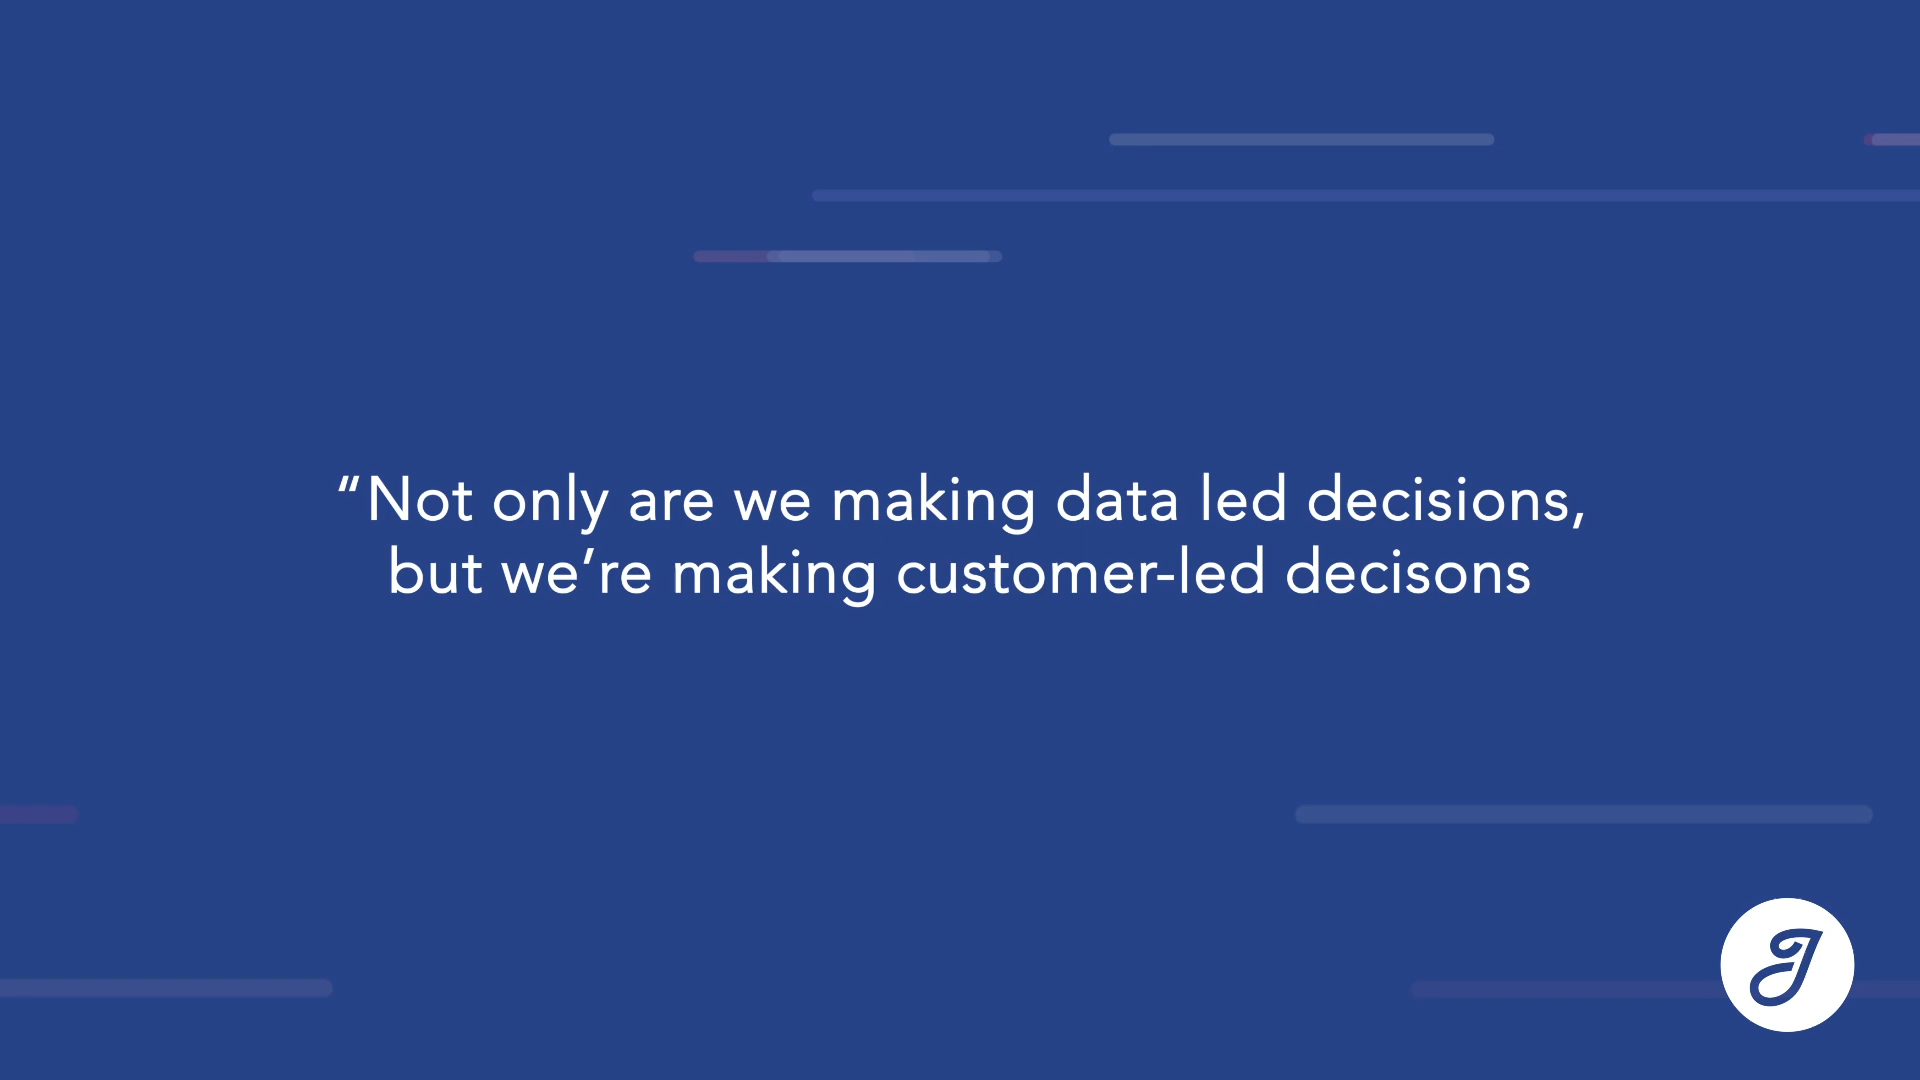 “Not only are we making data led decisions,
but we’re making customer-led decisons
J